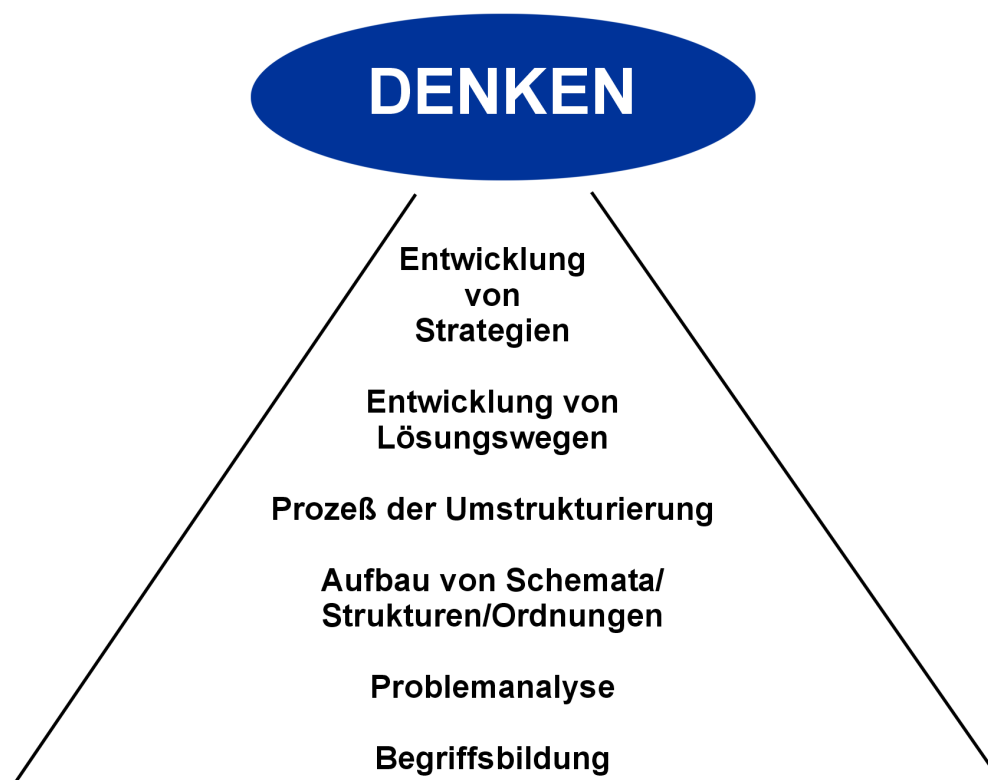 DENKEN
Entwicklung
von
Strategien
Entwicklung von
Lösungswegen
Prozeß der Umstrukturierung
Aufbau von Schemata/
Strukturen/Ordnungen
Problemanalyse
Begriffsbildung